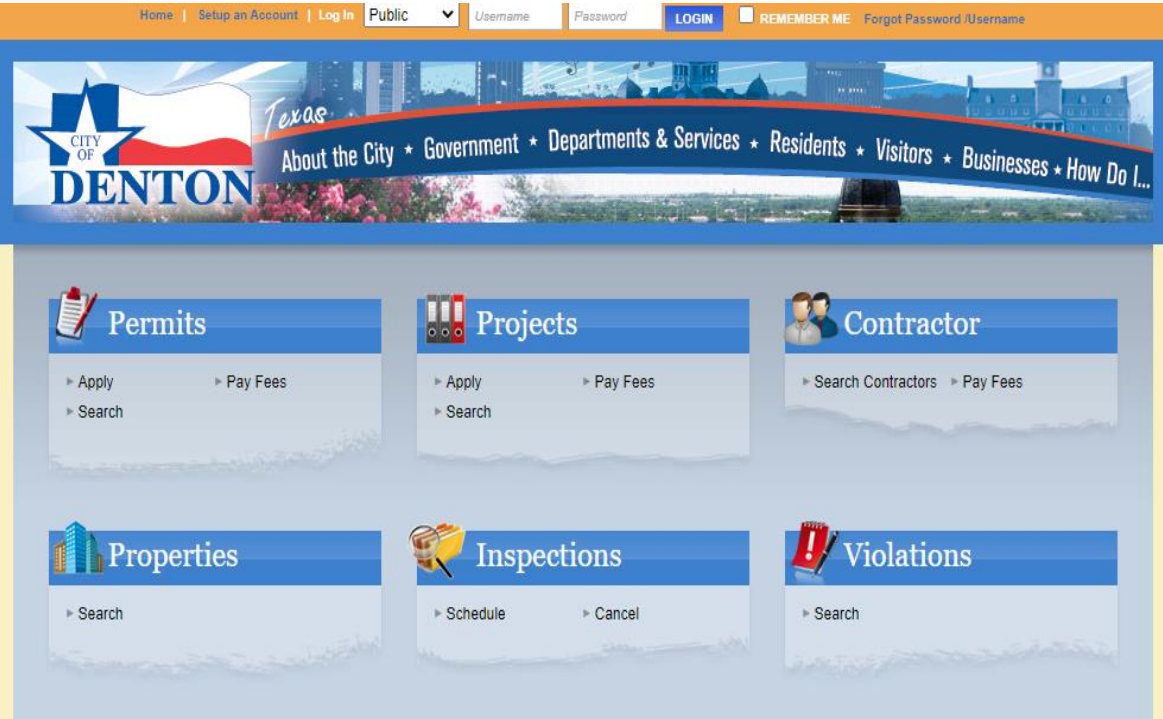 Home | Setup an Account | Log In Public Username Password LOGIN REMEMBER ME Forgot Password /Username
Texas
CITY
OF
DENTON
About the City ★ Government ★ Departments & Services ★ Residents ★ Visitors ★ Businesses ★ How Do I...
Permits
Apply Pay Fees
Search
Projects
Apply Pay Fees
Search
Contractor
Search Contractors Pay Fees
Properties
Search
Inspections
Schedule Cancel
Violations
Search